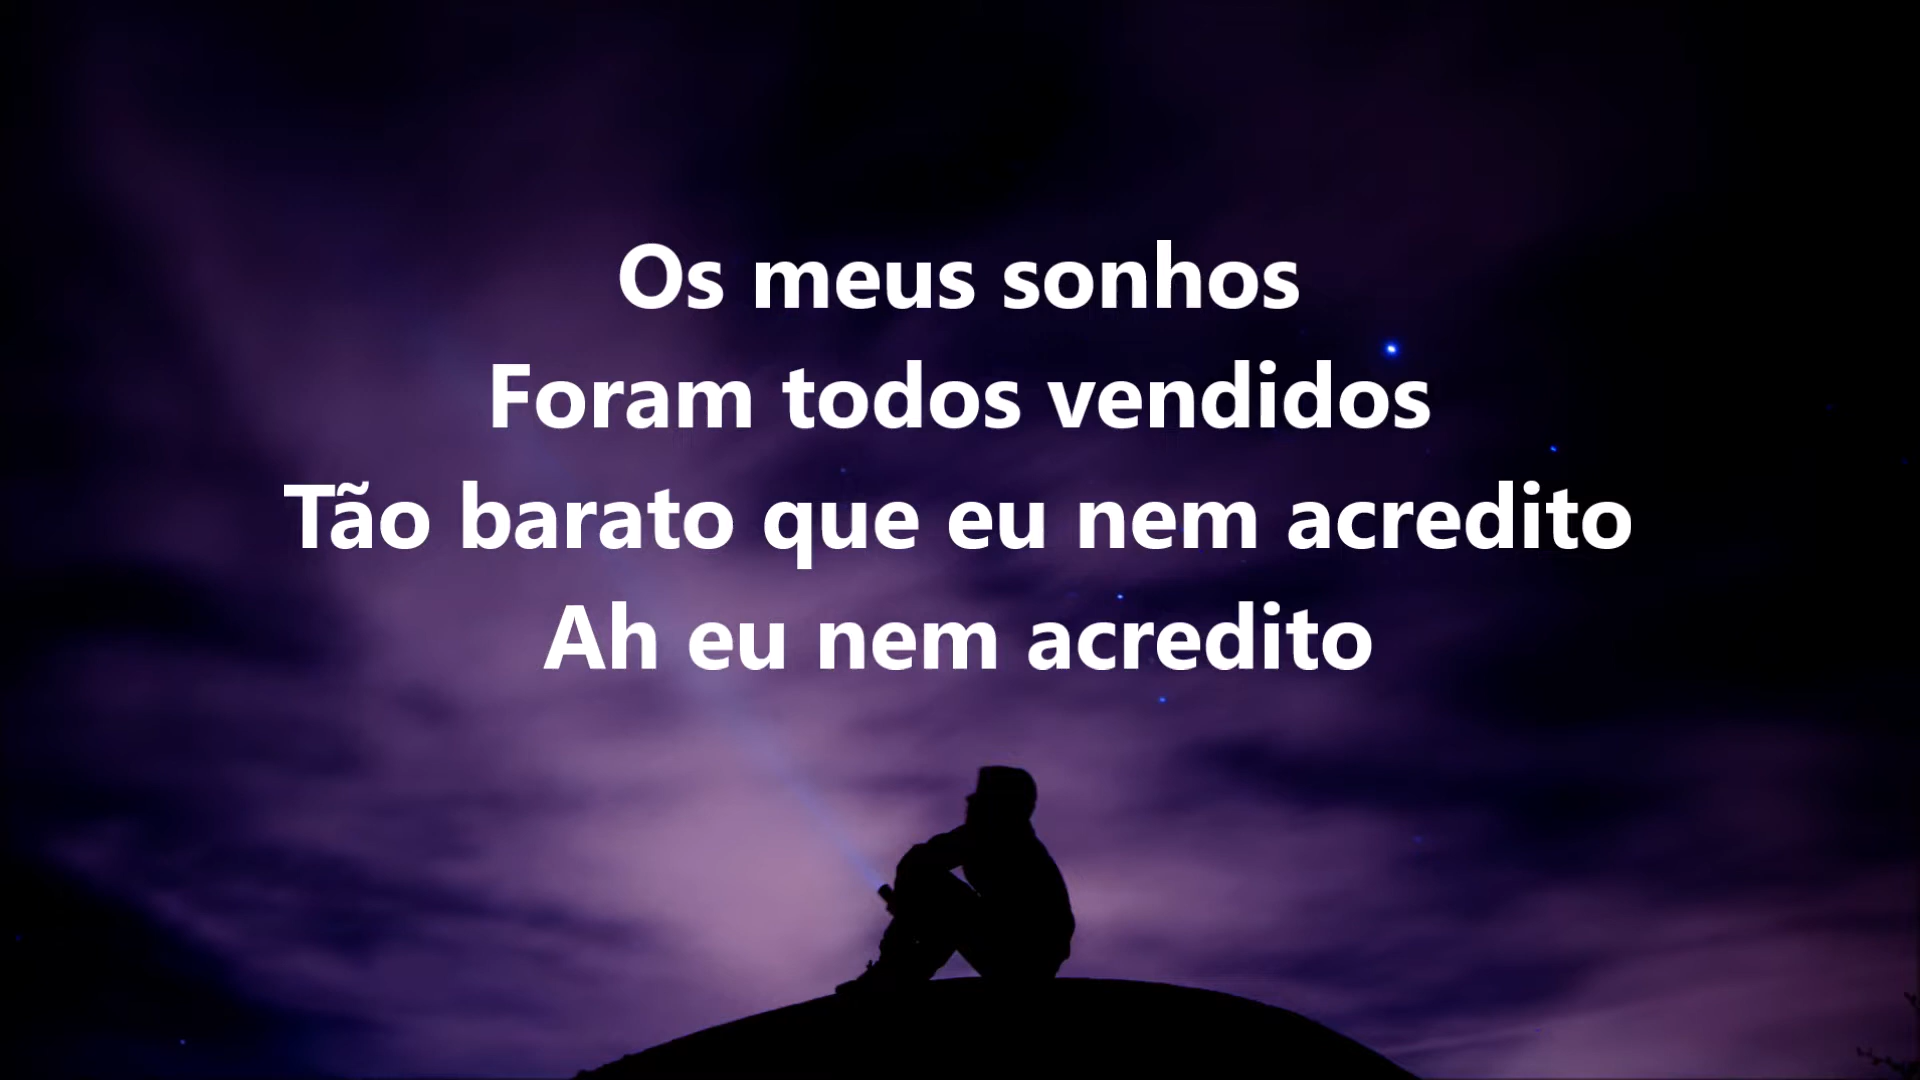 Os meus sonhos
Foram todos vendidos
Tão barato que eu nem acredito
Ah eu nem acredito